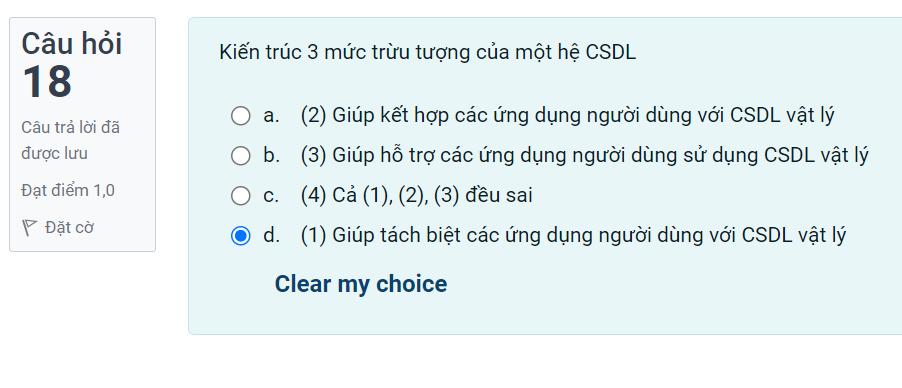 Câu hỏi
18
Câu trả lời đã
được lưu
Đạt điểm 1,0
Đặt cờ
Kiến trúc 3 mức trừu tượng của một hệ CSDL
a. (2) Giúp kết hợp các ứng dụng người dùng với CSDL vật lý
b. (3) Giúp hỗ trợ các ứng dụng người dùng sử dụng CSDL vật lý
c. (4) Cả (1), (2), (3) đều sai
d. (1) Giúp tách biệt các ứng dụng người dùng với CSDL vật lý
Clear my choice